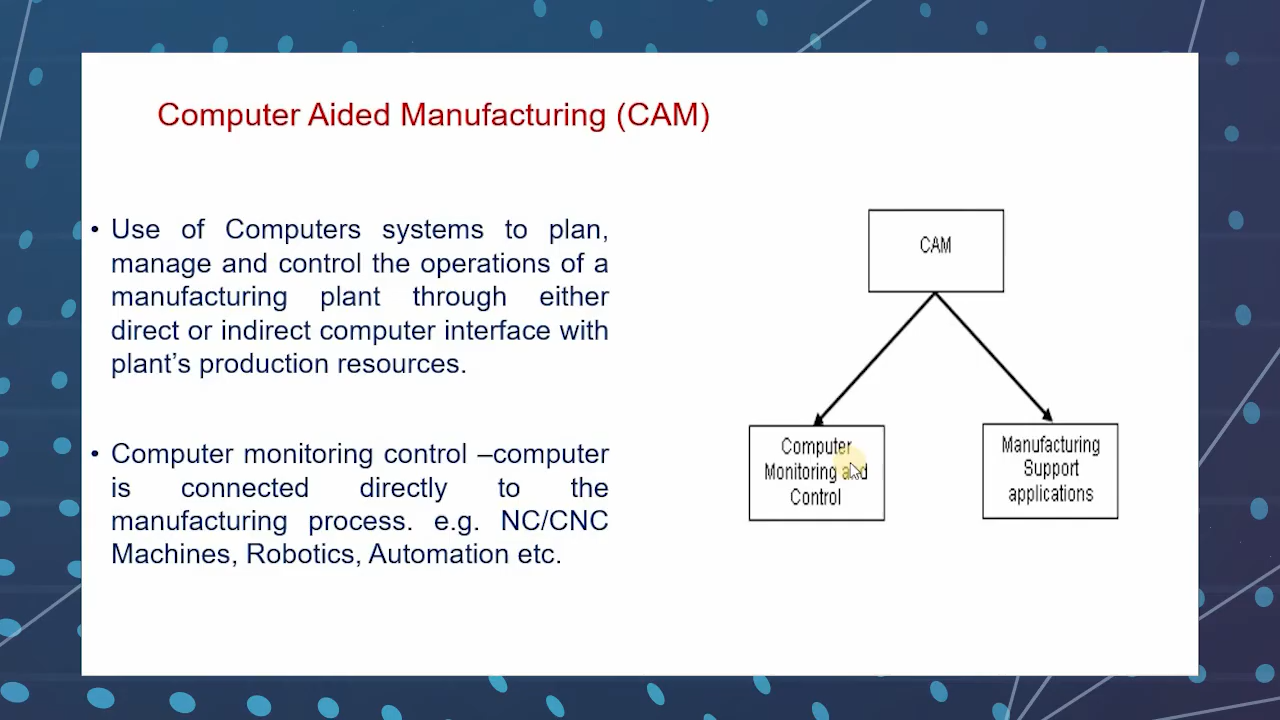 Computer Aided Manufacturing (CAM)
• Use of Computers systems to plan,
manage and control the operations of a
manufacturing plant through either
direct or indirect computer interface with
plant’s production resources.
• Computer monitoring control –computer
is connected directly to the
manufacturing process. e.g. NC/CNC
Machines, Robotics, Automation etc.
CAM
Computer
Monitoring and
Control
Manufacturing
Support
applications